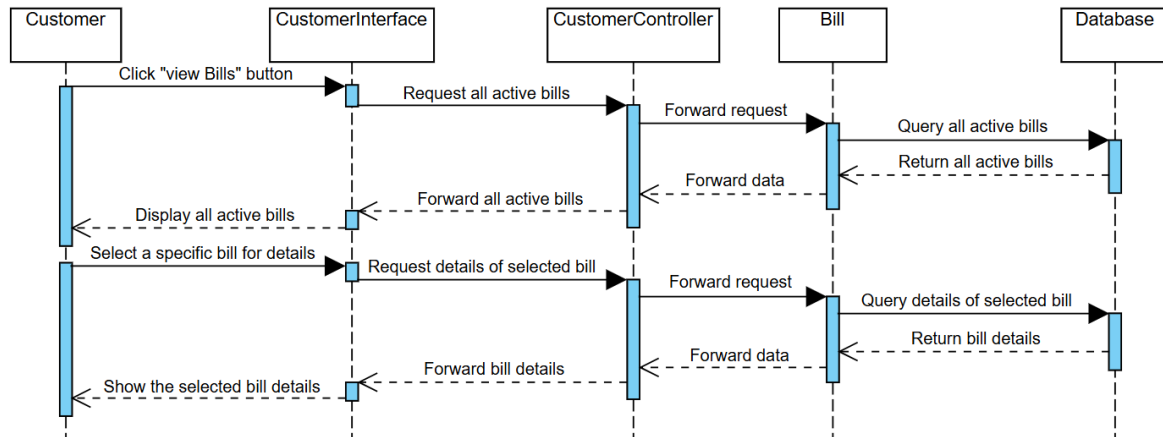 Customer
CustomerInterface
CustomerController
Bill
Database
Click "view Bills" button
Request all active bills
Forward request
Query all active bills
Return all active bills
Forward data
Forward all active bills
Display all active bills
Select a specific bill for details
Request details of selected bill
Forward request
Query details of selected bill
Return bill details
Forward data
Forward bill details
Show the selected bill details